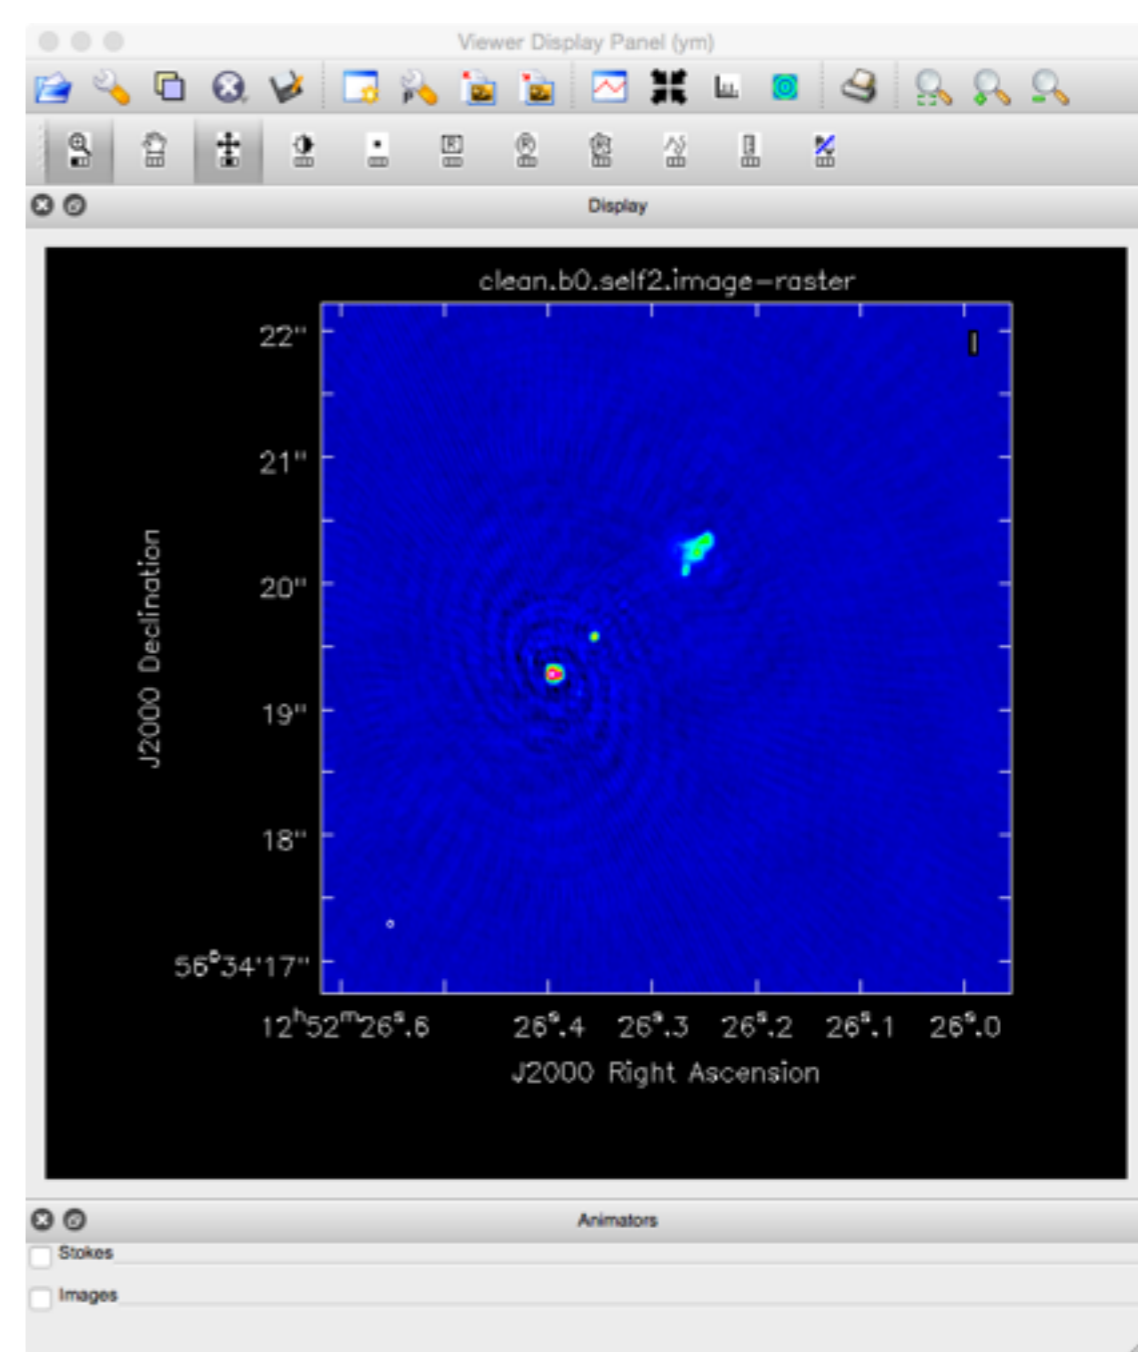 Viewer Display Panel (ym)
Display
clean.b0.self2.image-raster
I
22"
21"
20"
19"
18"
56°34'17"
J2000 Declination
12ʰ52ᵐ26ˢ.6 26ˢ.4 26ˢ.3 26ˢ.2 26ˢ.1 26ˢ.0
J2000 Right Ascension
Animators
Stokes
Images